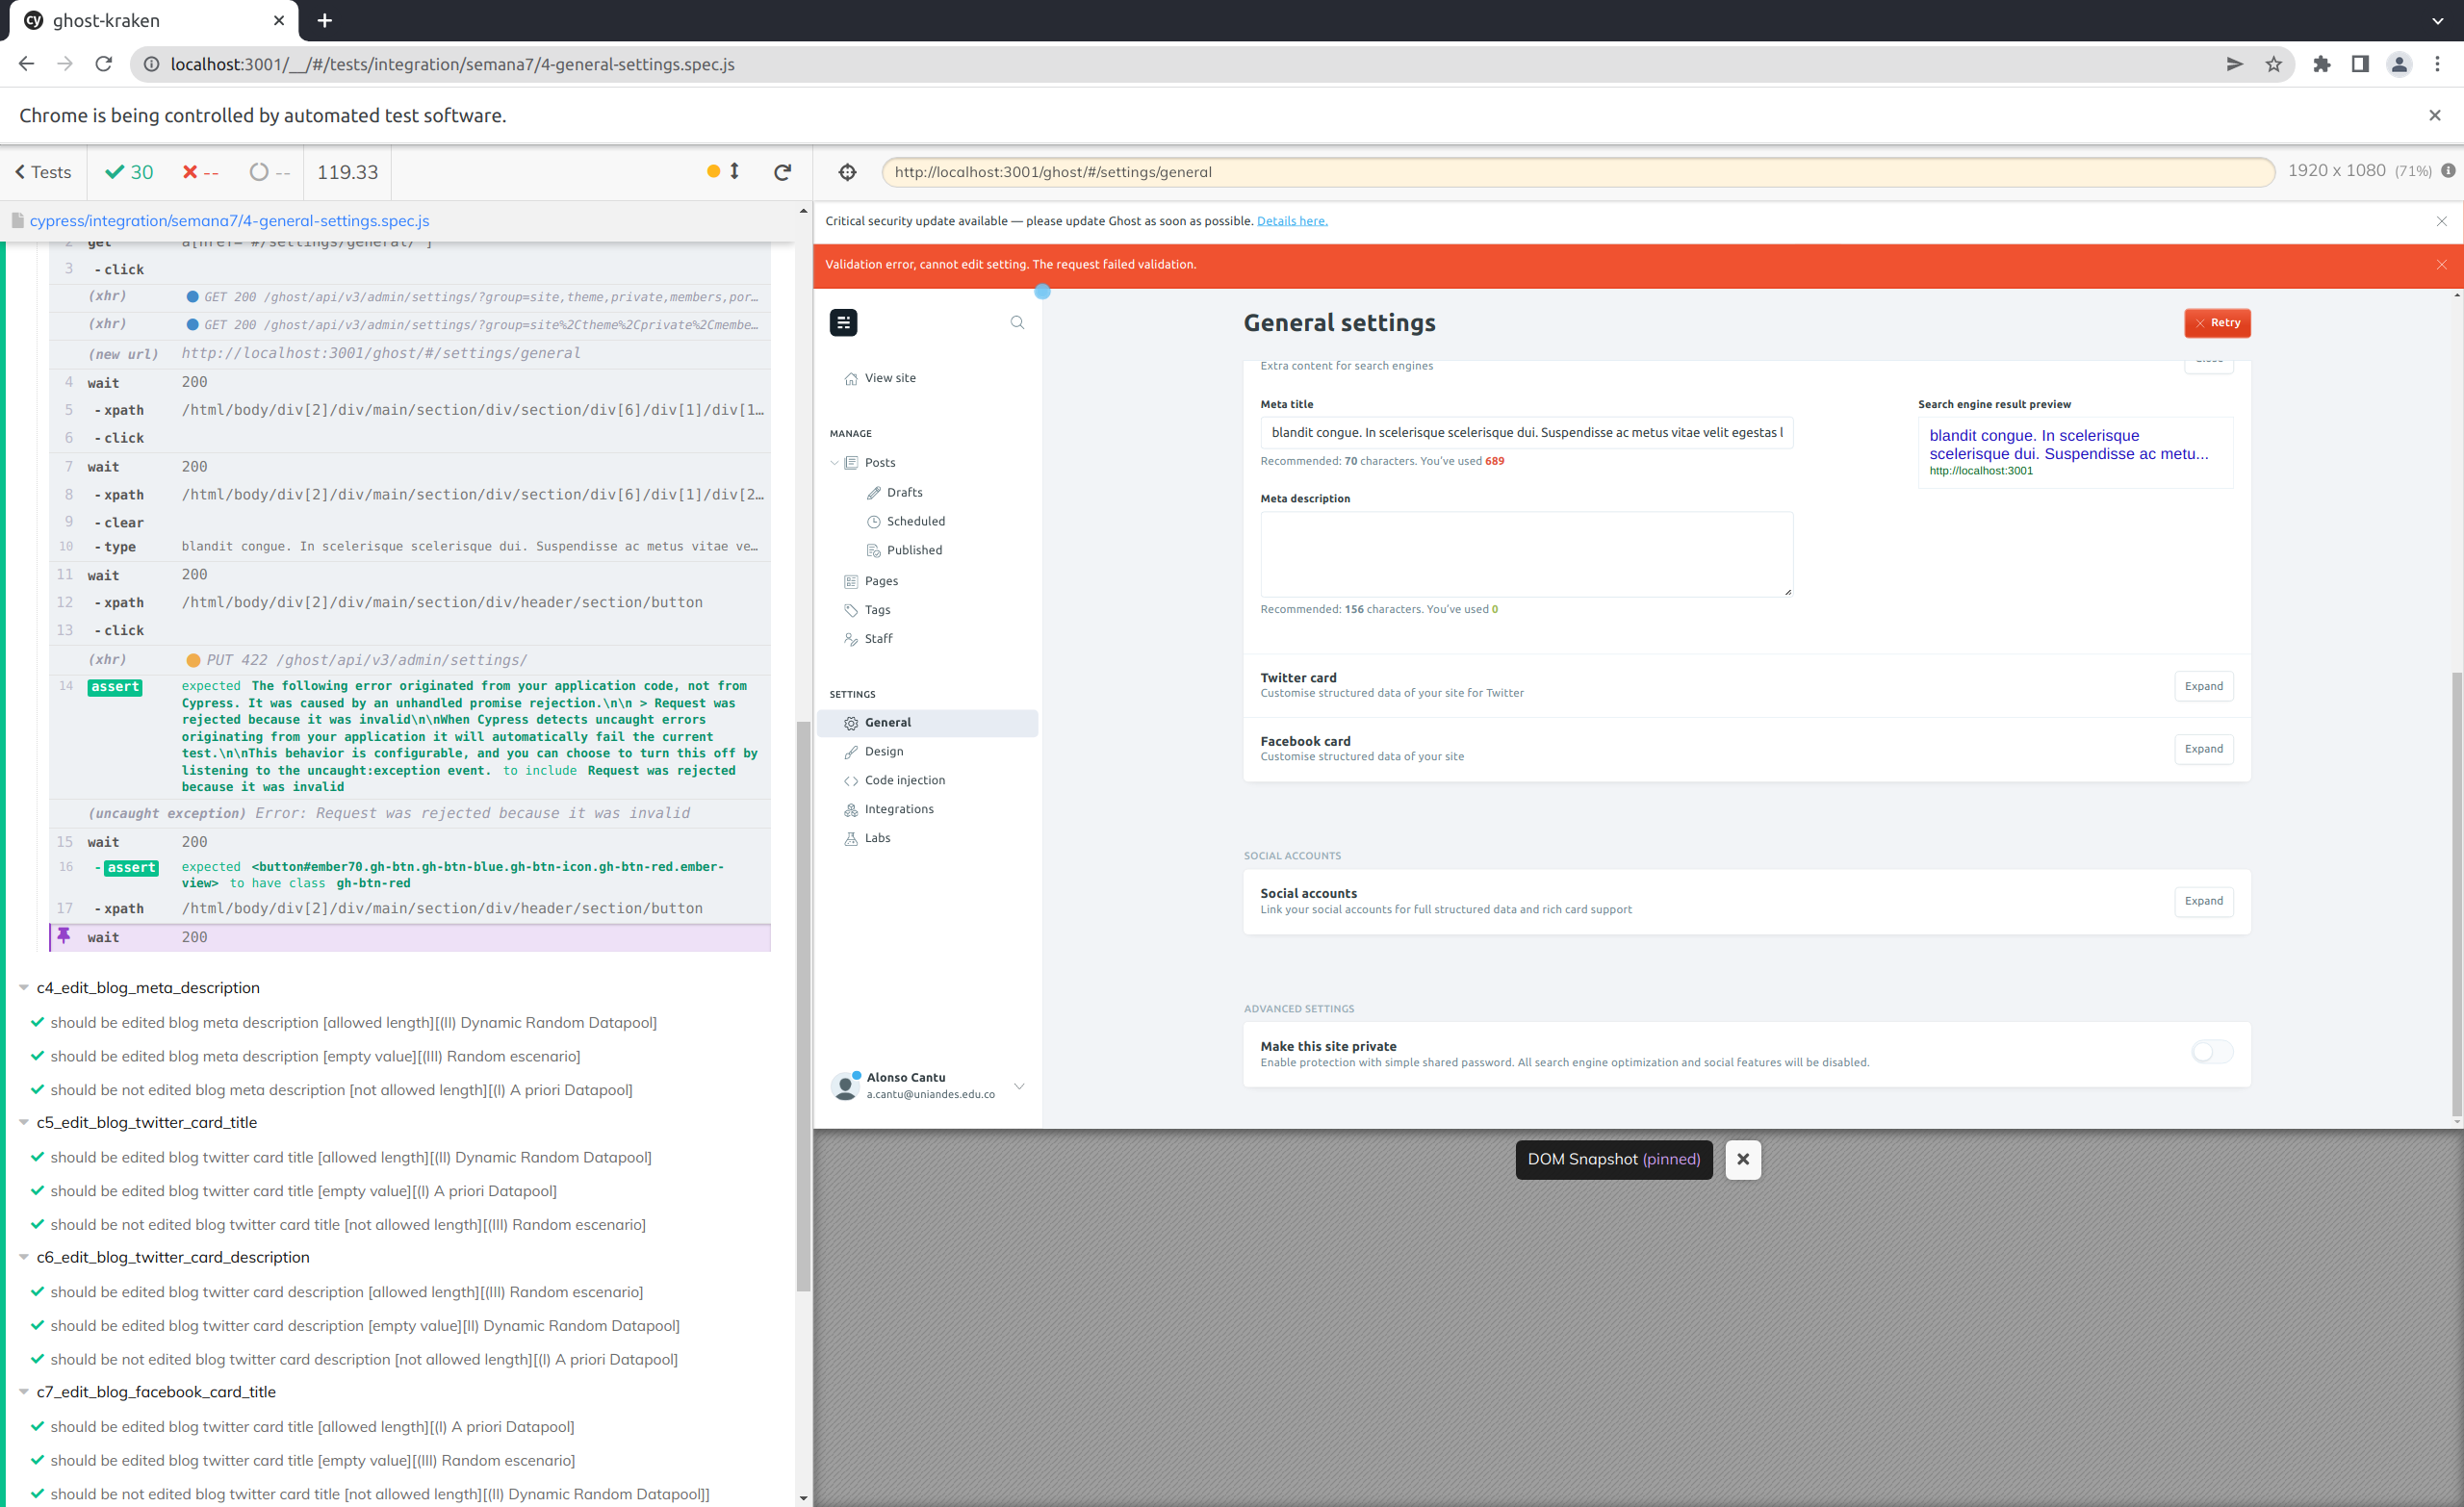 ghost-kraken
localhost:3001/__/#/tests/integration/semana7/4-general-settings.spec.js
Chrome is being controlled by automated test software.
Tests
30
--
--
119.33
http://localhost:3001/ghost/#/settings/general
1920 x 1080 (71%)
cypress/integration/semana7/4-general-settings.spec.js
2 get a[href="#/settings/general/"]
3 -click
(xhr) GET 200 /ghost/api/v3/admin/settings/?group=site,theme,private,members,por…
(xhr) GET 200 /ghost/api/v3/admin/settings/?group=site%2Ctheme%2Cprivate%2Cmembe…
(new url) http://localhost:3001/ghost/#/settings/general
4 wait 200
5 -xpath /html/body/div[2]/div/main/section/div/section/div[6]/div[1]/div[1…
6 -click
7 wait 200
8 -xpath /html/body/div[2]/div/main/section/div/section/div[6]/div[1]/div[2…
9 -clear
10 -type blandit congue. In scelerisque scelerisque dui. Suspendisse ac metus vitae ve…
11 wait 200
12 -xpath /html/body/div[2]/div/main/section/div/header/section/button
13 -click
(xhr) PUT 422 /ghost/api/v3/admin/settings/
14 assert expected The following error originated from your application code, not from
Cypress. It was caused by an unhandled promise rejection.\n\n > Request was
rejected because it was invalid\n\nWhen Cypress detects uncaught errors
originating from your application it will automatically fail the current
test.\n\nThis behavior is configurable, and you can choose to turn this off by
listening to the uncaught:exception event. to include Request was rejected
because it was invalid
(uncaught exception) Error: Request was rejected because it was invalid
15 wait 200
16 -assert expected <button#ember70.gh-btn.gh-btn-blue.gh-btn-icon.gh-btn-red.ember-
view> to have class gh-btn-red
17 -xpath /html/body/div[2]/div/main/section/div/header/section/button
wait 200
c4_edit_blog_meta_description
should be edited blog meta description [allowed length][(II) Dynamic Random Datapool]
should be edited blog meta description [empty value][(III) Random escenario]
should be not edited blog meta description [not allowed length][(I) A priori Datapool]
c5_edit_blog_twitter_card_title
should be edited blog twitter card title [allowed length][(II) Dynamic Random Datapool]
should be edited blog twitter card title [empty value][(I) A priori Datapool]
should be not edited blog twitter card title [not allowed length][(III) Random escenario]
c6_edit_blog_twitter_card_description
should be edited blog twitter card description [allowed length][(III) Random escenario]
should be edited blog twitter card description [empty value][II) Dynamic Random Datapool]
should be not edited blog twitter card description [not allowed length][(I) A priori Datapool]
c7_edit_blog_facebook_card_title
should be edited blog twitter card title [allowed length][(I) A priori Datapool]
should be edited blog twitter card title [empty value][(III) Random escenario]
should be not edited blog twitter card title [not allowed length][(II) Dynamic Random Datapool]]
Critical security update available — please update Ghost as soon as possible. Details here.
Validation error, cannot edit setting. The request failed validation.
View site
MANAGE
Posts
Drafts
Scheduled
Published
Pages
Tags
Staff
SETTINGS
General
Design
Code injection
Integrations
Labs
Alonso Cantu
a.cantu@uniandes.edu.co
General settings
Retry
Extra content for search engines
Close
Meta title
blandit congue. In scelerisque scelerisque dui. Suspendisse ac metus vitae velit egestas l
Recommended: 70 characters. You've used 689
Search engine result preview
blandit congue. In scelerisque
scelerisque dui. Suspendisse ac metu...
http://localhost:3001
Meta description
Recommended: 156 characters. You've used 0
Twitter card
Customise structured data of your site for Twitter
Expand
Facebook card
Customise structured data of your site
Expand
SOCIAL ACCOUNTS
Social accounts
Link your social accounts for full structured data and rich card support
Expand
ADVANCED SETTINGS
Make this site private
Enable protection with simple shared password. All search engine optimization and social features will be disabled.
DOM Snapshot (pinned)